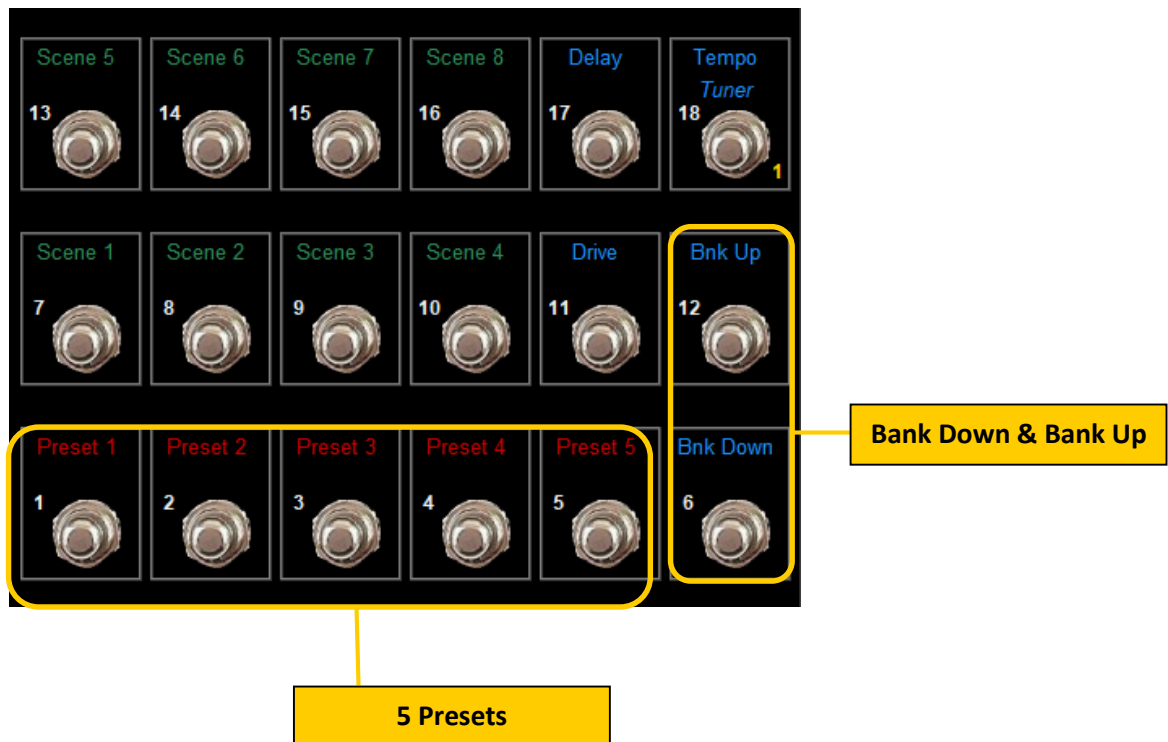 Scene 5 Scene 6 Scene 7 Scene 8 Delay Tempo
Tuner
13 14 15 16 17 18
1
Scene 1 Scene 2 Scene 3 Scene 4 Drive Bnk Up
7 8 9 10 11 12
Bank Down & Bank Up
Preset 1 Preset 2 Preset 3 Preset 4 Preset 5 Bnk Down
1 2 3 4 5 6
5 Presets